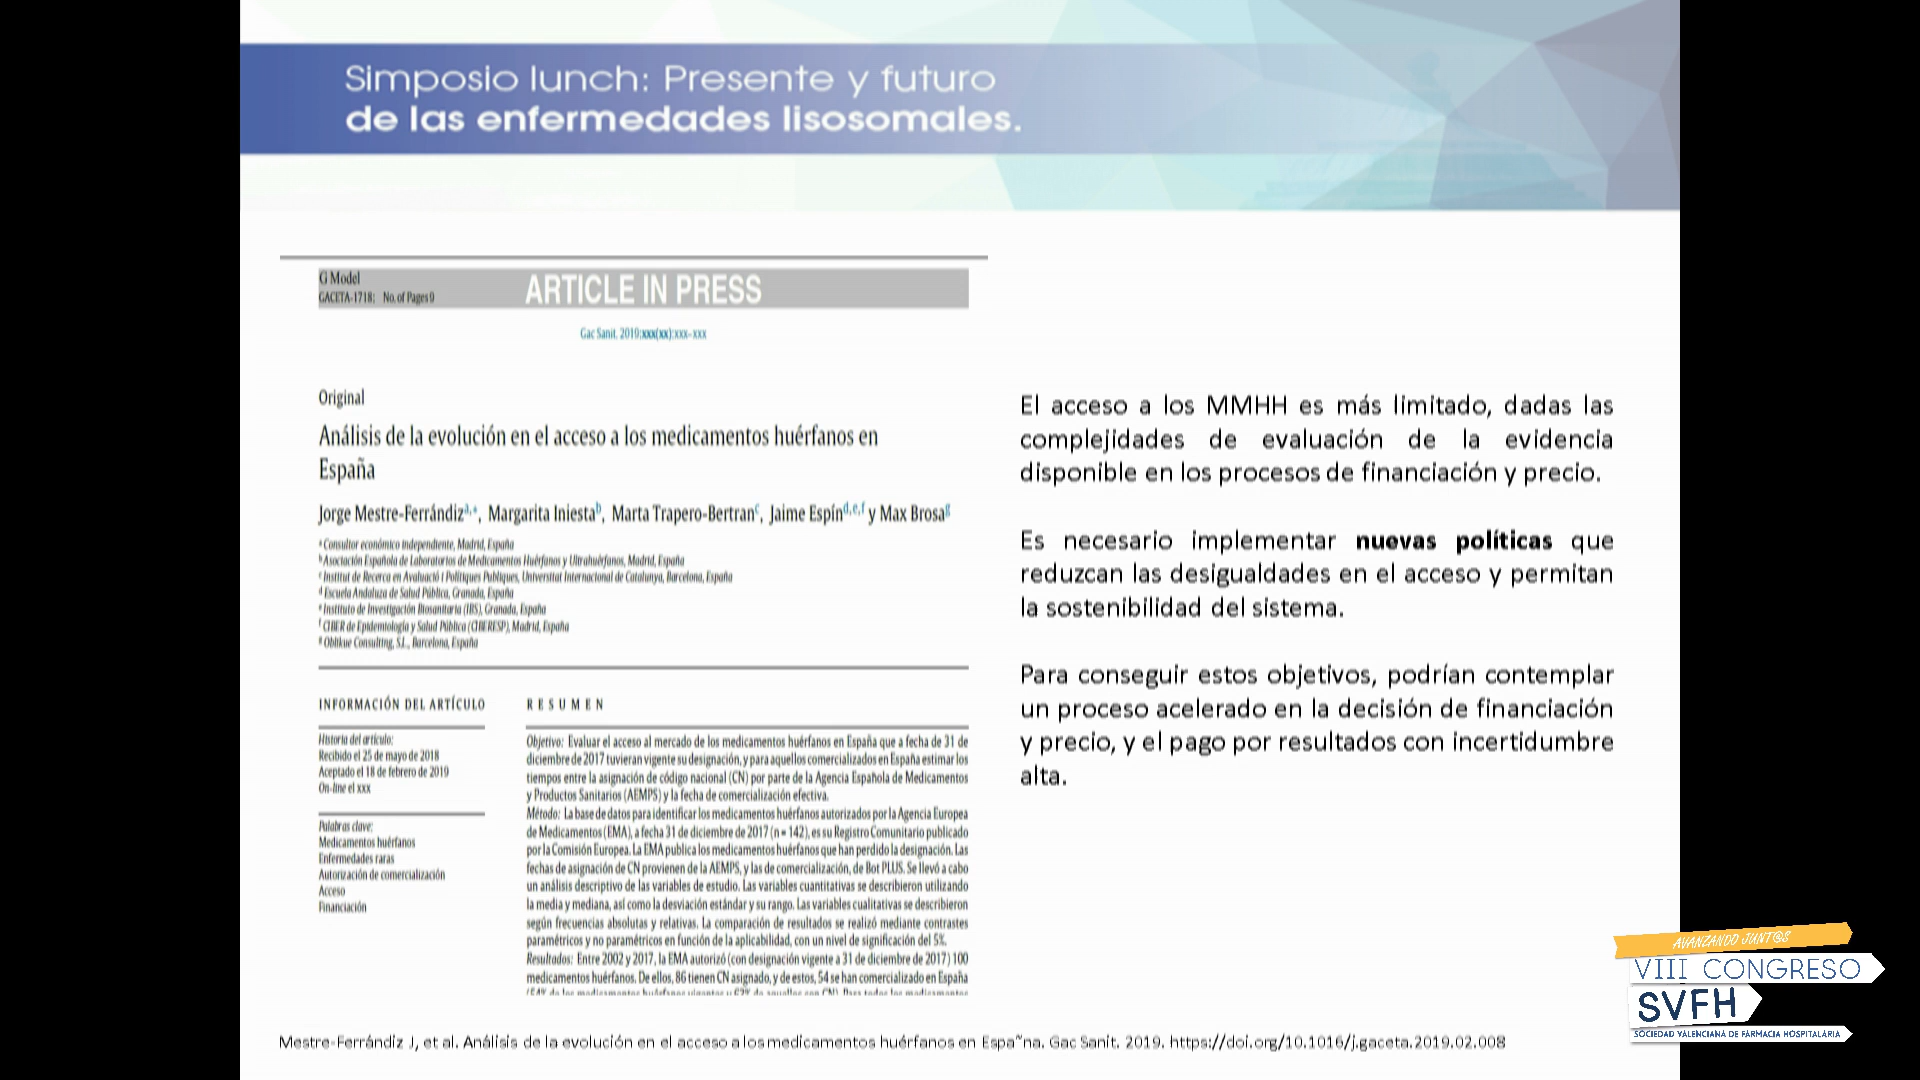 Simposio lunch: Presente y futuro
de las enfermedades lisosomales.
G Model
GACETA-1718; No. of Pages 9
ARTICLE IN PRESS
Gac Sanit. 2019;xxx(xx):xxx–xxx
Original
Análisis de la evolución en el acceso a los medicamentos huérfanos en
España
Jorge Mestre-Ferrándiz a,*, Margarita Iniesta b, Marta Trapero-Bertran c, Jaime Espín d,e,f y Max Brosa g
a Consultor económico independiente, Madrid, España
b Asociación Española de Laboratorios de Medicamentos Huérfanos y Ultrahuérfanos, Madrid, España
c Institut de Recerca en Avaluació i Polítiques Públiques, Universitat Internacional de Catalunya, Barcelona, España
d Escuela Andaluza de Salud Pública, Granada, España
e Instituto de Investigación Biosanitaria (IBS), Granada, España
f CIBER de Epidemiología y Salud Pública (CIBERESP), Madrid, España
g Oblikue Consulting, S.L., Barcelona, España
INFORMACIÓN DEL ARTÍCULO
Historia del artículo:
Recibido el 25 de mayo de 2018
Aceptado el 18 de febrero de 2019
On-line el xxx
Palabras clave:
Medicamentos huérfanos
Enfermedades raras
Autorización de comercialización
Acceso
Financiación
RESUMEN
Objetivo: Evaluar el acceso al mercado de los medicamentos huérfanos en España que a fecha de 31 de
diciembre de 2017 tuvieran vigente su designación, y para aquellos comercializados en España estimar los
tiempos entre la asignación de código nacional (CN) por parte de la Agencia Española de Medicamentos
y Productos Sanitarios (AEMPS) y la fecha de comercialización efectiva.
Método: La base de datos para identificar los medicamentos huérfanos autorizados por la Agencia Europea
de Medicamentos (EMA), a fecha 31 de diciembre de 2017 (n = 142), es su Registro Comunitario publicado
por la Comisión Europea. La EMA publica los medicamentos huérfanos que han perdido la designación. Las
fechas de asignación de CN provienen de la AEMPS, y las de comercialización, de Bot PLUS. Se llevó a cabo
un análisis descriptivo de las variables de estudio. Las variables cuantitativas se describieron utilizando
la media y mediana, así como la desviación estándar y su rango. Las variables cualitativas se describieron
según frecuencias absolutas y relativas. La comparación de resultados se realizó mediante contrastes
paramétricos y no paramétricos en función de la aplicabilidad, con un nivel de significación del 5%.
Resultados: Entre 2002 y 2017, la EMA autorizó (con designación vigente a 31 de diciembre de 2017) 100
medicamentos huérfanos. De ellos, 86 tienen CN asignado, y de estos, 54 se han comercializado en España
El acceso a los MMHH es más limitado, dadas las
complejidades de evaluación de la evidencia
disponible en los procesos de financiación y precio.
Es necesario implementar nuevas políticas que
reduzcan las desigualdades en el acceso y permitan
la sostenibilidad del sistema.
Para conseguir estos objetivos, podrían contemplar
un proceso acelerado en la decisión de financiación
y precio, y el pago por resultados con incertidumbre
alta.
Mestre-Ferrándiz J, et al. Análisis de la evolución en el acceso a los medicamentos huérfanos en Espa˜na. Gac Sanit. 2019. https://doi.org/10.1016/j.gaceta.2019.02.008
AVANZANDO JUNT@S
VIII CONGRESO
SVFH
SOCIEDAD VALENCIANA DE FARMACIA HOSPITALARIA